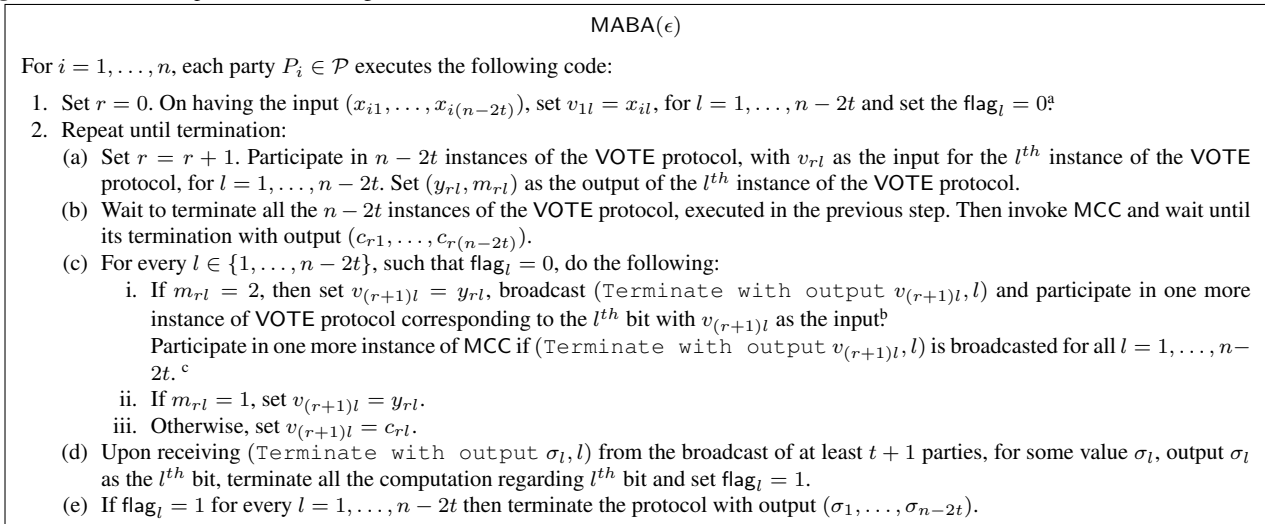 MABA(ϵ)
For i = 1, . . . , n, each party P_i ∈ 𝒫 executes the following code:
1. Set r = 0. On having the input (x_{i1}, . . . , x_{i(n−2t)}), set v_{1l} = x_{il}, for l = 1, . . . , n − 2t and set the flag_l = 0^a.
2. Repeat until termination:
(a) Set r = r + 1. Participate in n − 2t instances of the VOTE protocol, with v_{rl} as the input for the l^{th} instance of the VOTE
protocol, for l = 1, . . . , n − 2t. Set (y_{rl}, m_{rl}) as the output of the l^{th} instance of the VOTE protocol.
(b) Wait to terminate all the n − 2t instances of the VOTE protocol, executed in the previous step. Then invoke MCC and wait until
its termination with output (c_{r1}, . . . , c_{r(n−2t)}).
(c) For every l ∈ {1, . . . , n − 2t}, such that flag_l = 0, do the following:
i. If m_{rl} = 2, then set v_{(r+1)l} = y_{rl}, broadcast (Terminate with output v_{(r+1)l}, l) and participate in one more
instance of VOTE protocol corresponding to the l^{th} bit with v_{(r+1)l} as the input^b.
Participate in one more instance of MCC if (Terminate with output v_{(r+1)l}, l) is broadcasted for all l = 1, . . . , n−
2t. ^c
ii. If m_{rl} = 1, set v_{(r+1)l} = y_{rl}.
iii. Otherwise, set v_{(r+1)l} = c_{rl}.
(d) Upon receiving (Terminate with output σ_l, l) from the broadcast of at least t + 1 parties, for some value σ_l, output σ_l
as the l^{th} bit, terminate all the computation regarding l^{th} bit and set flag_l = 1.
(e) If flag_l = 1 for every l = 1, . . . , n − 2t then terminate the protocol with output (σ_1, . . . , σ_{n−2t}).